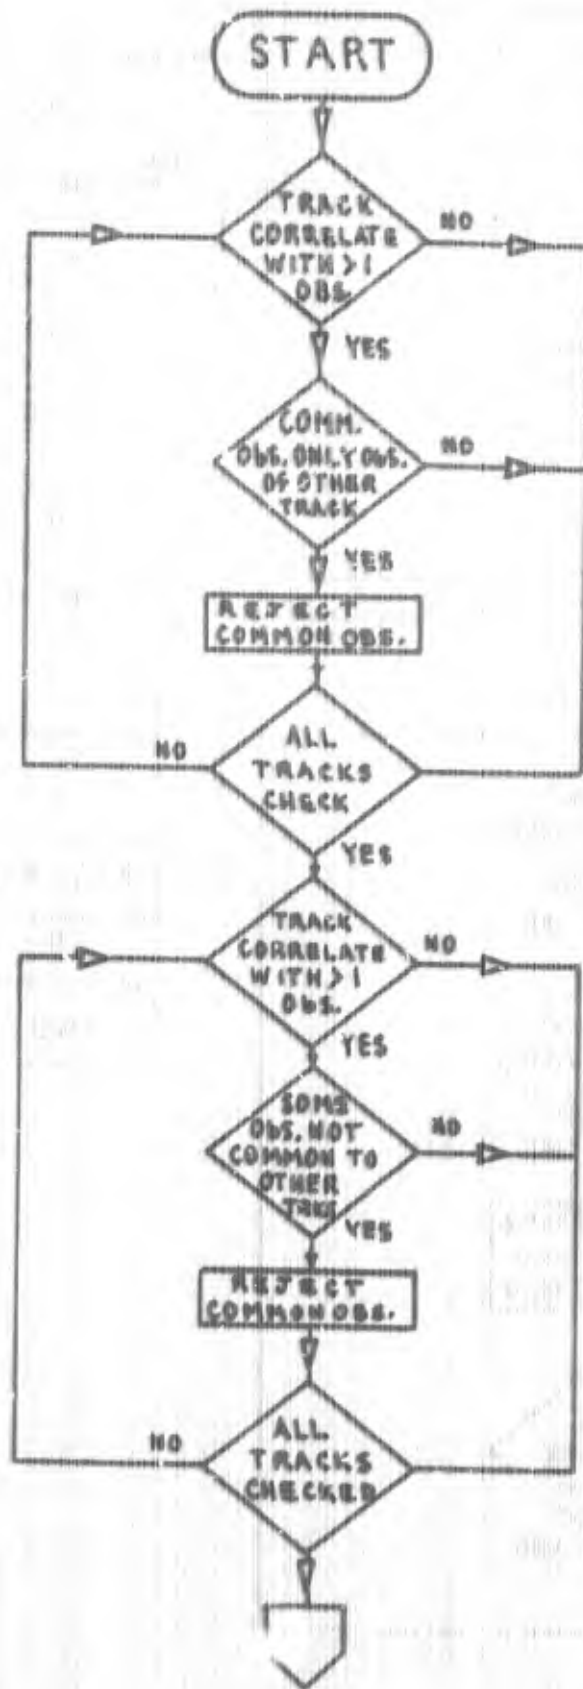 START
TRACK
CORRELATE
WITH >1
OBS.
NO
YES
COMM.
OBS. ONLY OBS.
OF OTHER
TRACK
NO
YES
REJECT
COMMON OBS.
ALL
TRACKS
CHECK
NO
YES
TRACK
CORRELATE
WITH >1
OBS.
NO
YES
SOME
OBS. NOT
COMMON TO
OTHER
NO
YES
REJECT
COMMON OBS.
ALL
TRACKS
CHECKED
NO